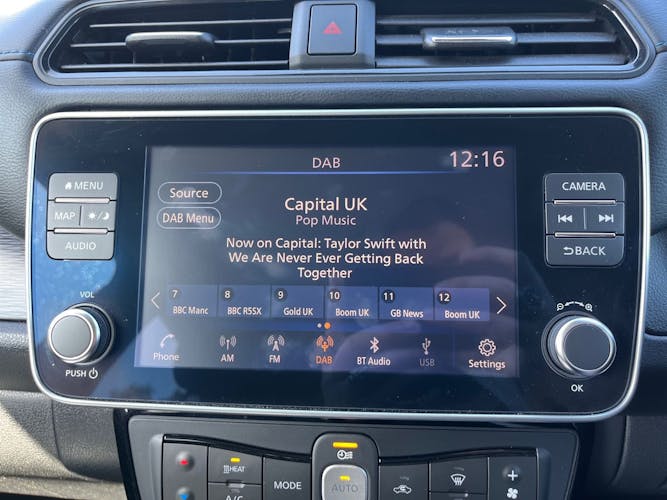 DAB
12:16
MENU
MAP
AUDIO
VOL
PUSH
Source
DAB Menu
Capital UK
Pop Music
Now on Capital: Taylor Swift with
We Are Never Ever Getting Back
Together
7 8 9 10 11 12
BBC Manc BBC R5SX Gold UK Boom UK GB News Boom UK
Phone AM FM DAB BT Audio USB Settings
CAMERA
BACK
OK
HEAT
A/C
MODE
AUTO